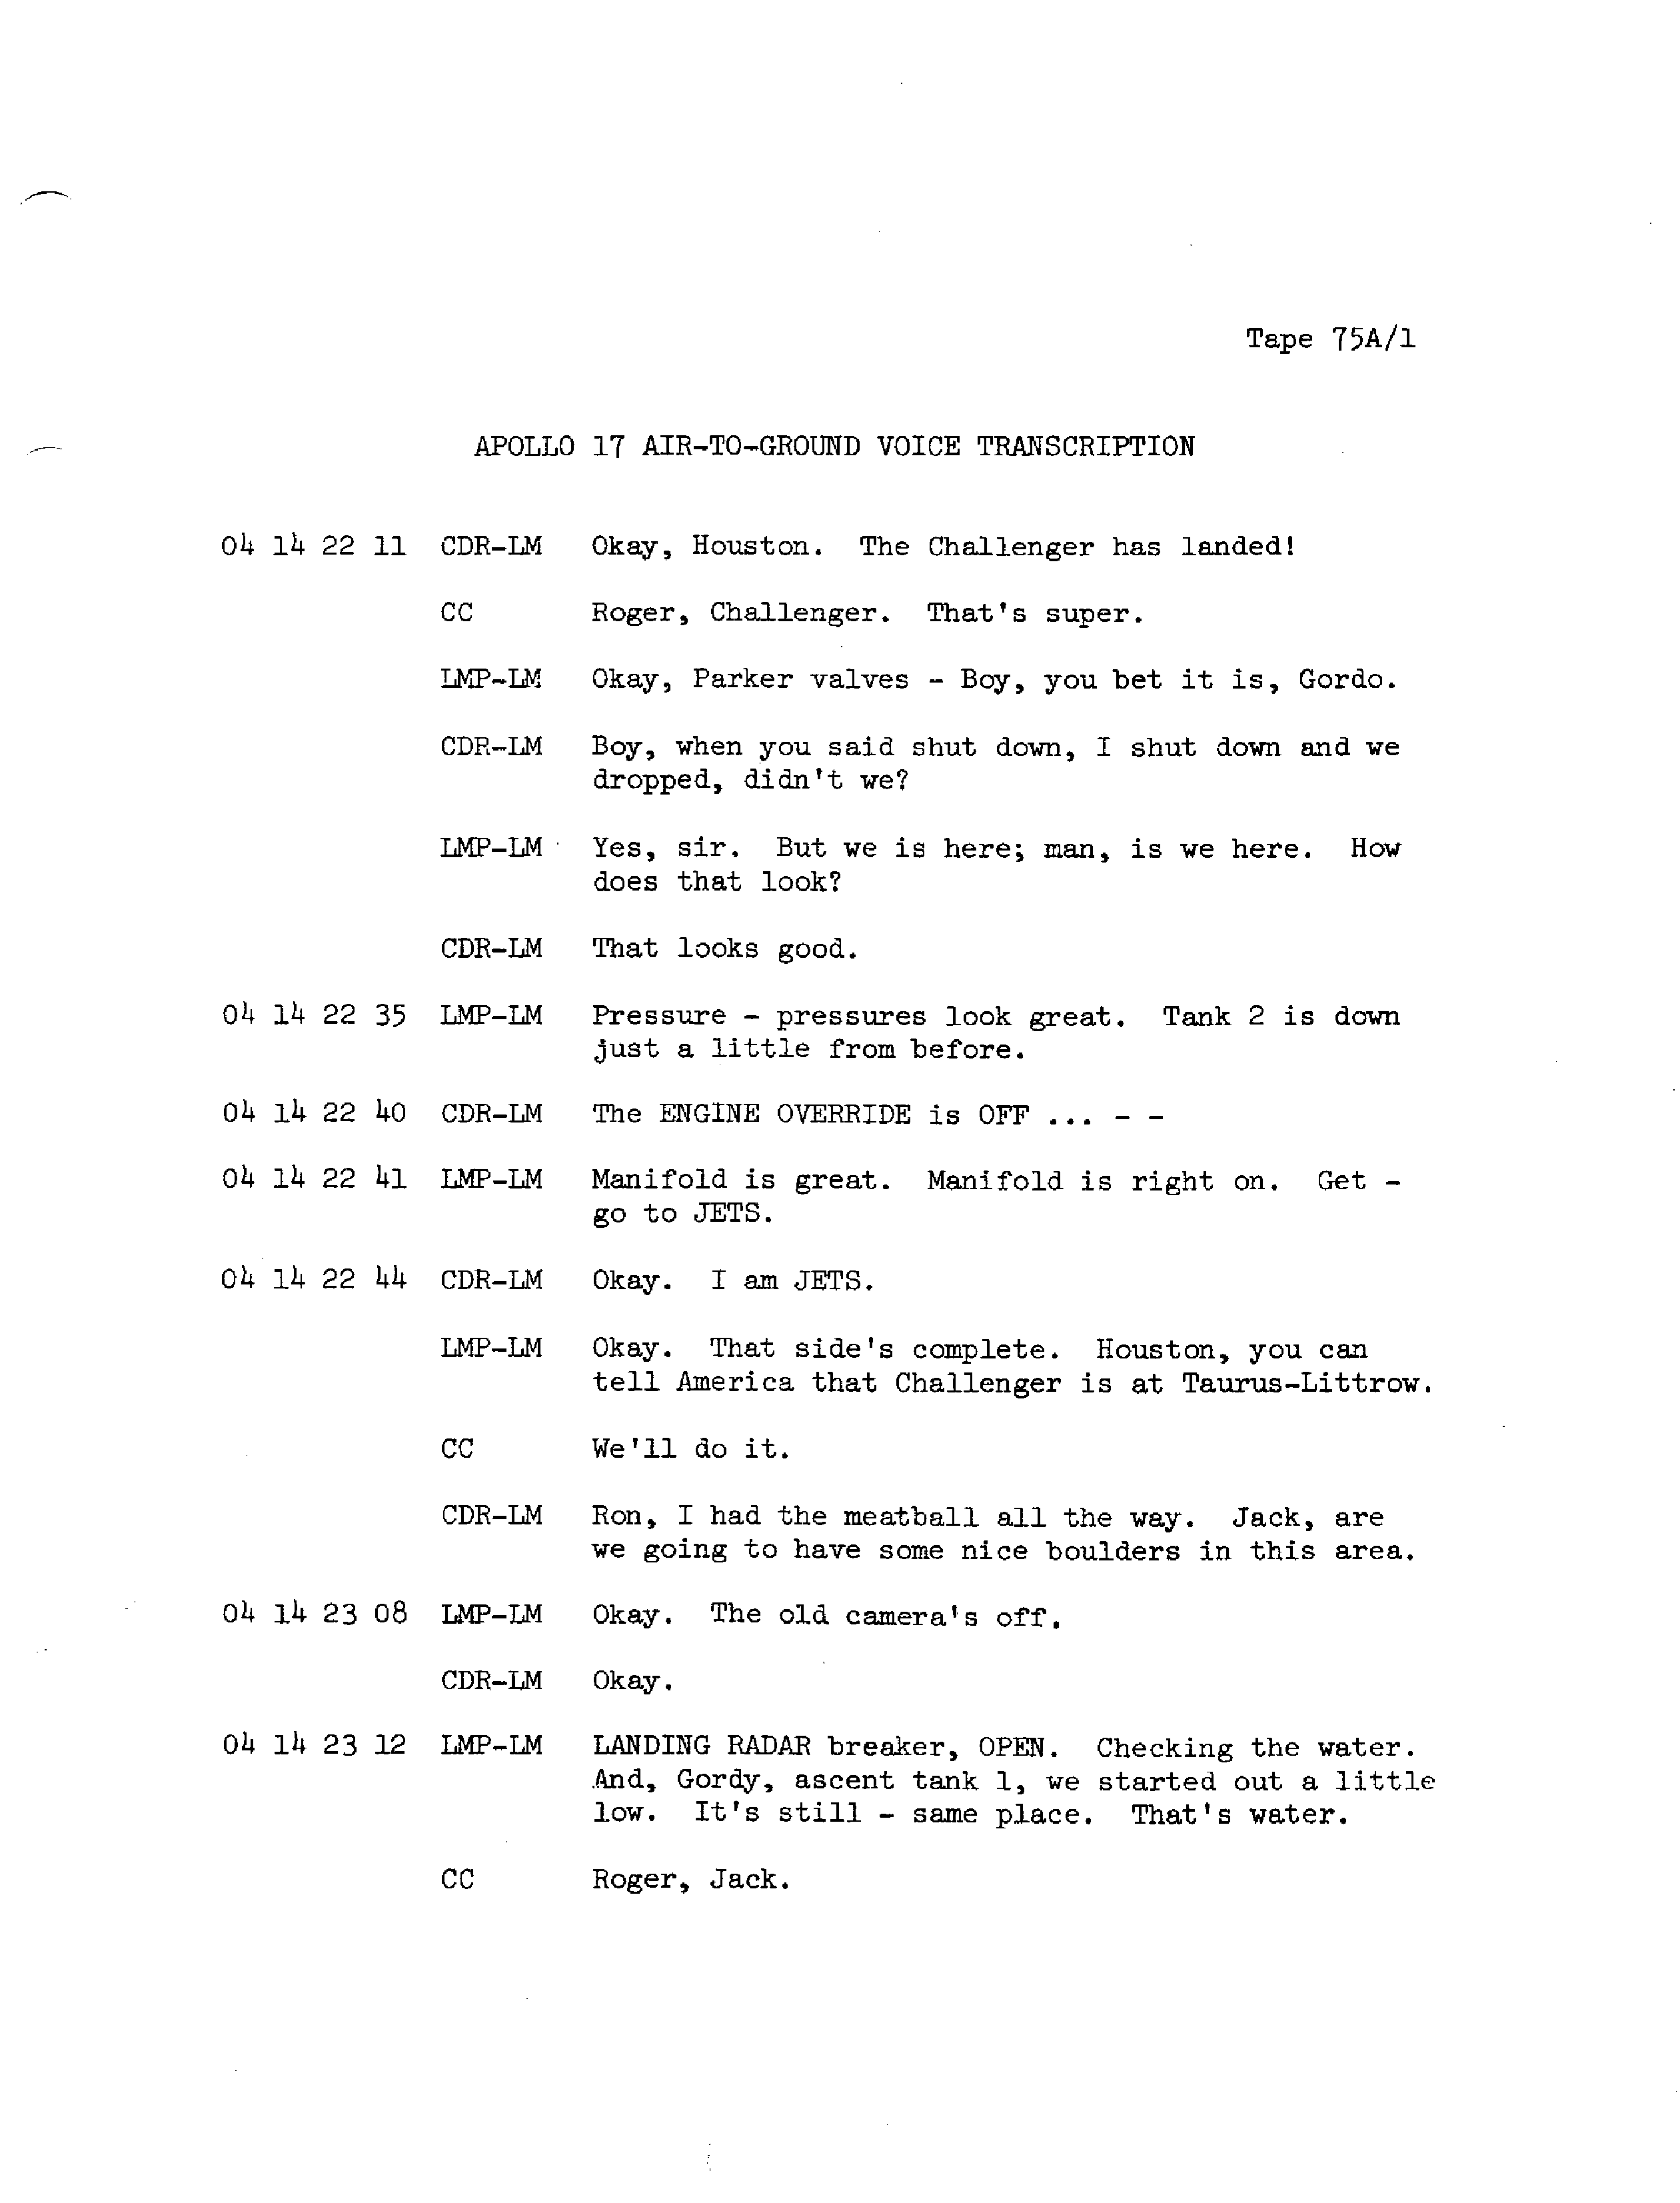 Tape 75A/1
APOLLO 17 AIR-TO-GROUND VOICE TRANSCRIPTION
04 14 22 11 CDR-LM Okay, Houston. The Challenger has landed!
CC Roger, Challenger. That's super.
LMP-LM Okay, Parker valves - Boy, you bet it is, Gordo.
CDR-LM Boy, when you said shut down, I shut down and we
dropped, didn't we?
LMP-LM Yes, sir. But we is here; man, is we here. How
does that look?
CDR-LM That looks good.
04 14 22 35 LMP-LM Pressure - pressures look great. Tank 2 is down
just a little from before.
04 14 22 40 CDR-LM The ENGINE OVERRIDE is OFF ... - -
04 14 22 41 LMP-LM Manifold is great. Manifold is right on. Get -
go to JETS.
04 14 22 44 CDR-LM Okay. I am JETS.
LMP-LM Okay. That side's complete. Houston, you can
tell America that Challenger is at Taurus-Littrow.
CC We'll do it.
CDR-LM Ron, I had the meatball all the way. Jack, are
we going to have some nice boulders in this area.
04 14 23 08 LMP-LM Okay. The old camera's off.
CDR-LM Okay.
04 14 23 12 LMP-LM LANDING RADAR breaker, OPEN. Checking the water.
And, Gordy, ascent tank 1, we started out a little
low. It's still - same place. That's water.
CC Roger, Jack.